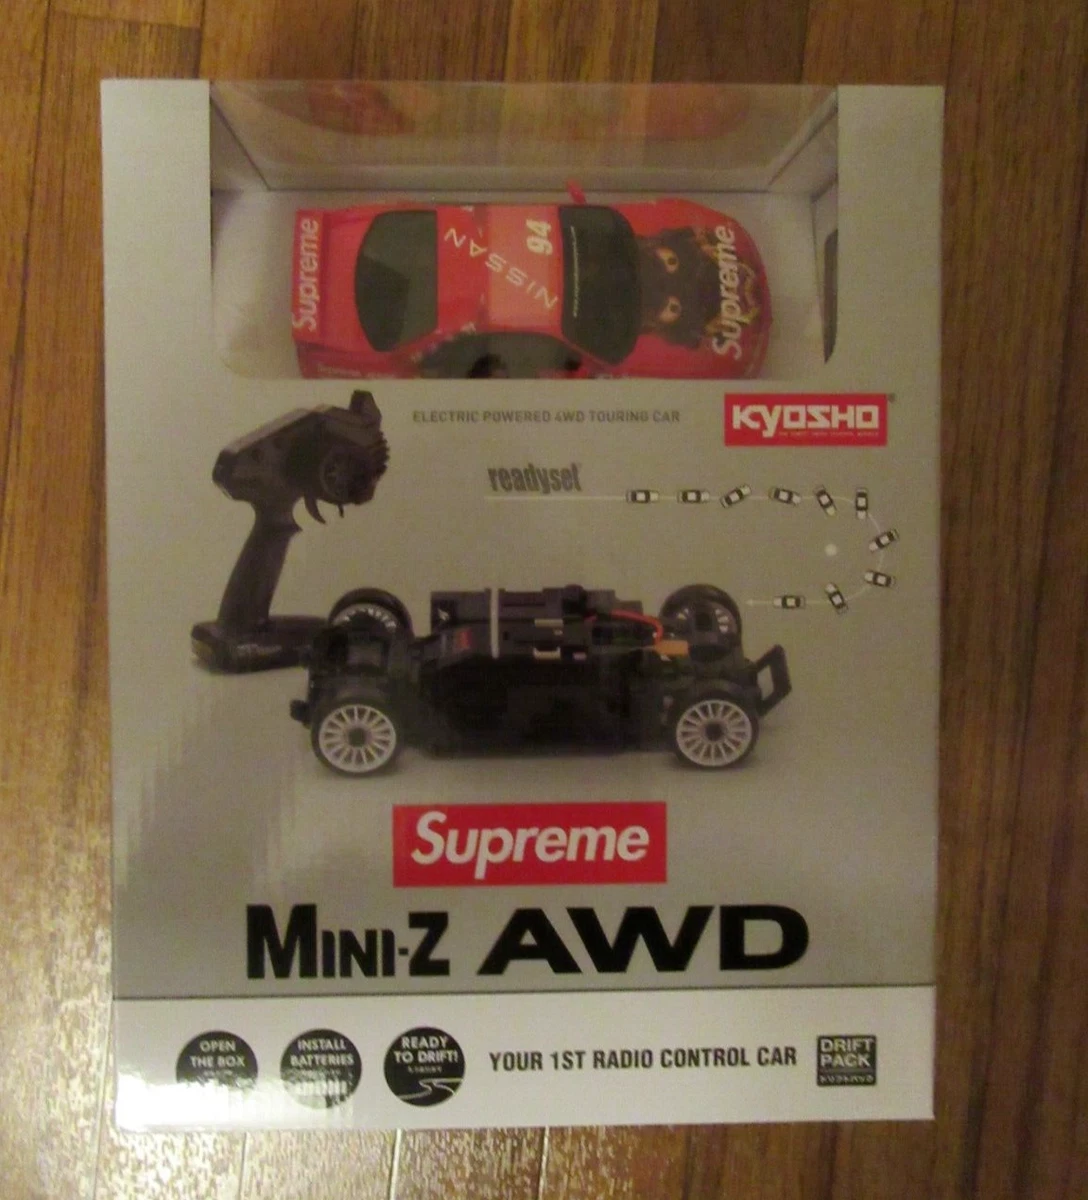 Supreme
NISSAN
94
Supreme
ELECTRIC POWERED 4WD TOURING CAR
KYOSHO
readyset
Supreme
MINI-Z AWD
OPEN
THE BOX
INSTALL
BATTERIES
READY
TO DRIFT!
YOUR 1ST RADIO CONTROL CAR
DRIFT
PACK